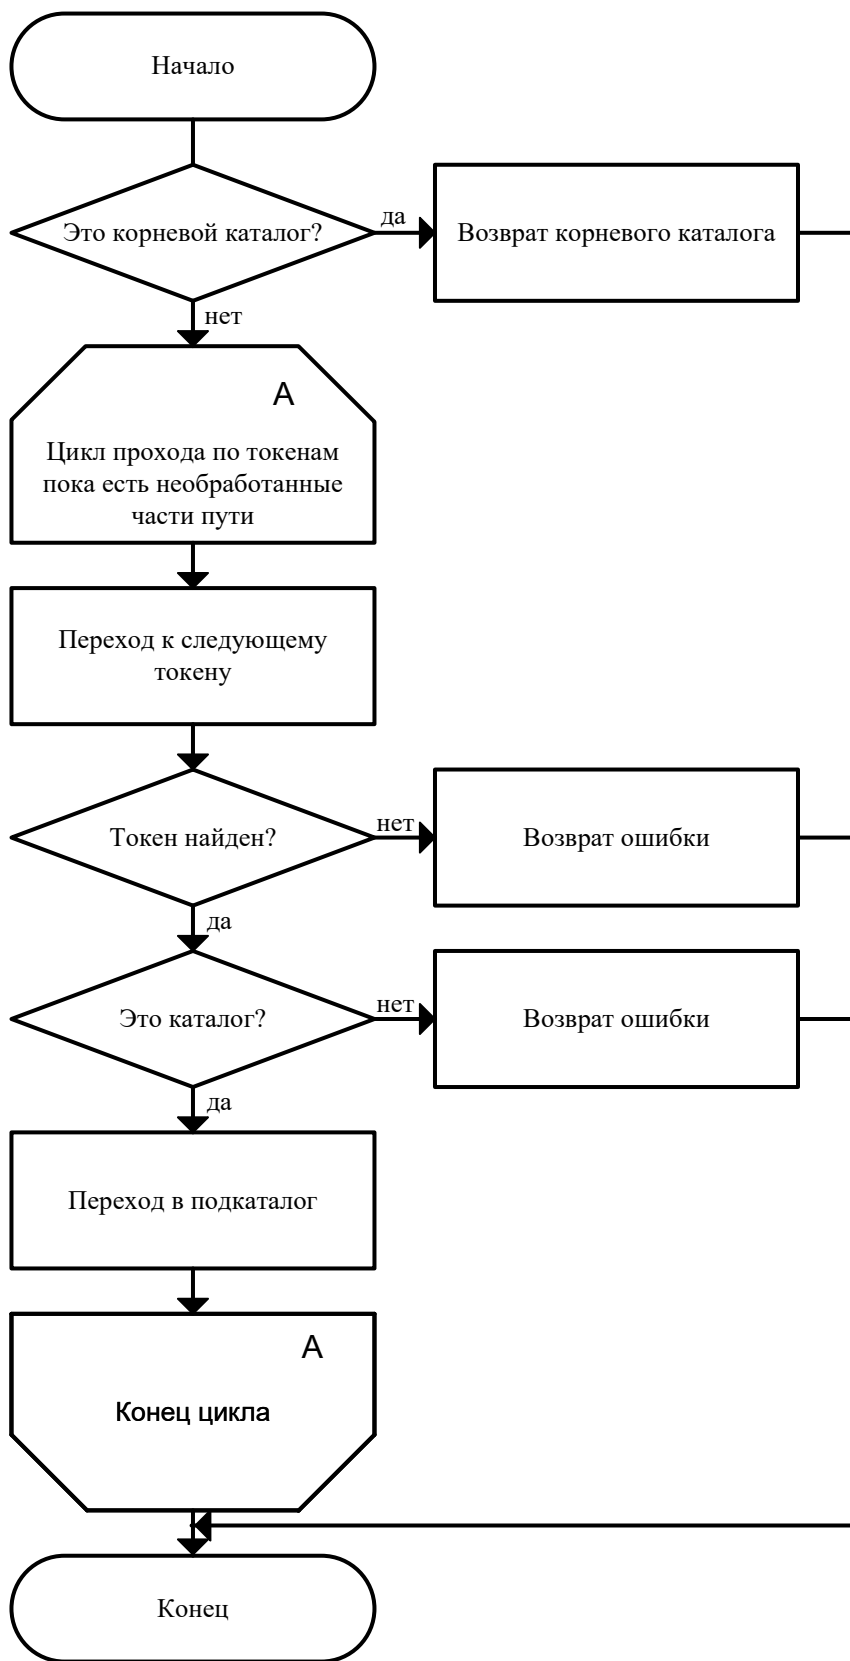 Начало
Это корневой каталог?
да
Возврат корневого каталога
нет
А
Цикл прохода по токенам
пока есть необработанные
части пути
Переход к следующему
токену
Токен найден?
нет
Возврат ошибки
да
Это каталог?
нет
Возврат ошибки
да
Переход в подкаталог
А
Конец цикла
Конец